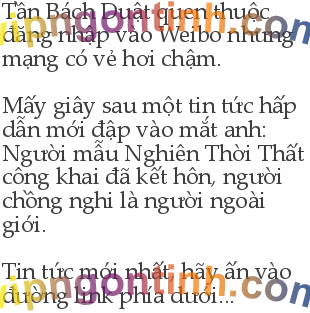 Tần Bách Duật quen thuộc
đăng nhập vào Weibo nhưng
mạng có vẻ hơi chậm.
Mấy giây sau một tin tức hấp
dẫn mới đập vào mắt anh:
Người mẫu Nghiên Thời Thất
công khai đã kết hôn, người
chồng nghi là người ngoài
giới.
Tin tức mới nhất, hãy ấn vào
đường link phía dưới...